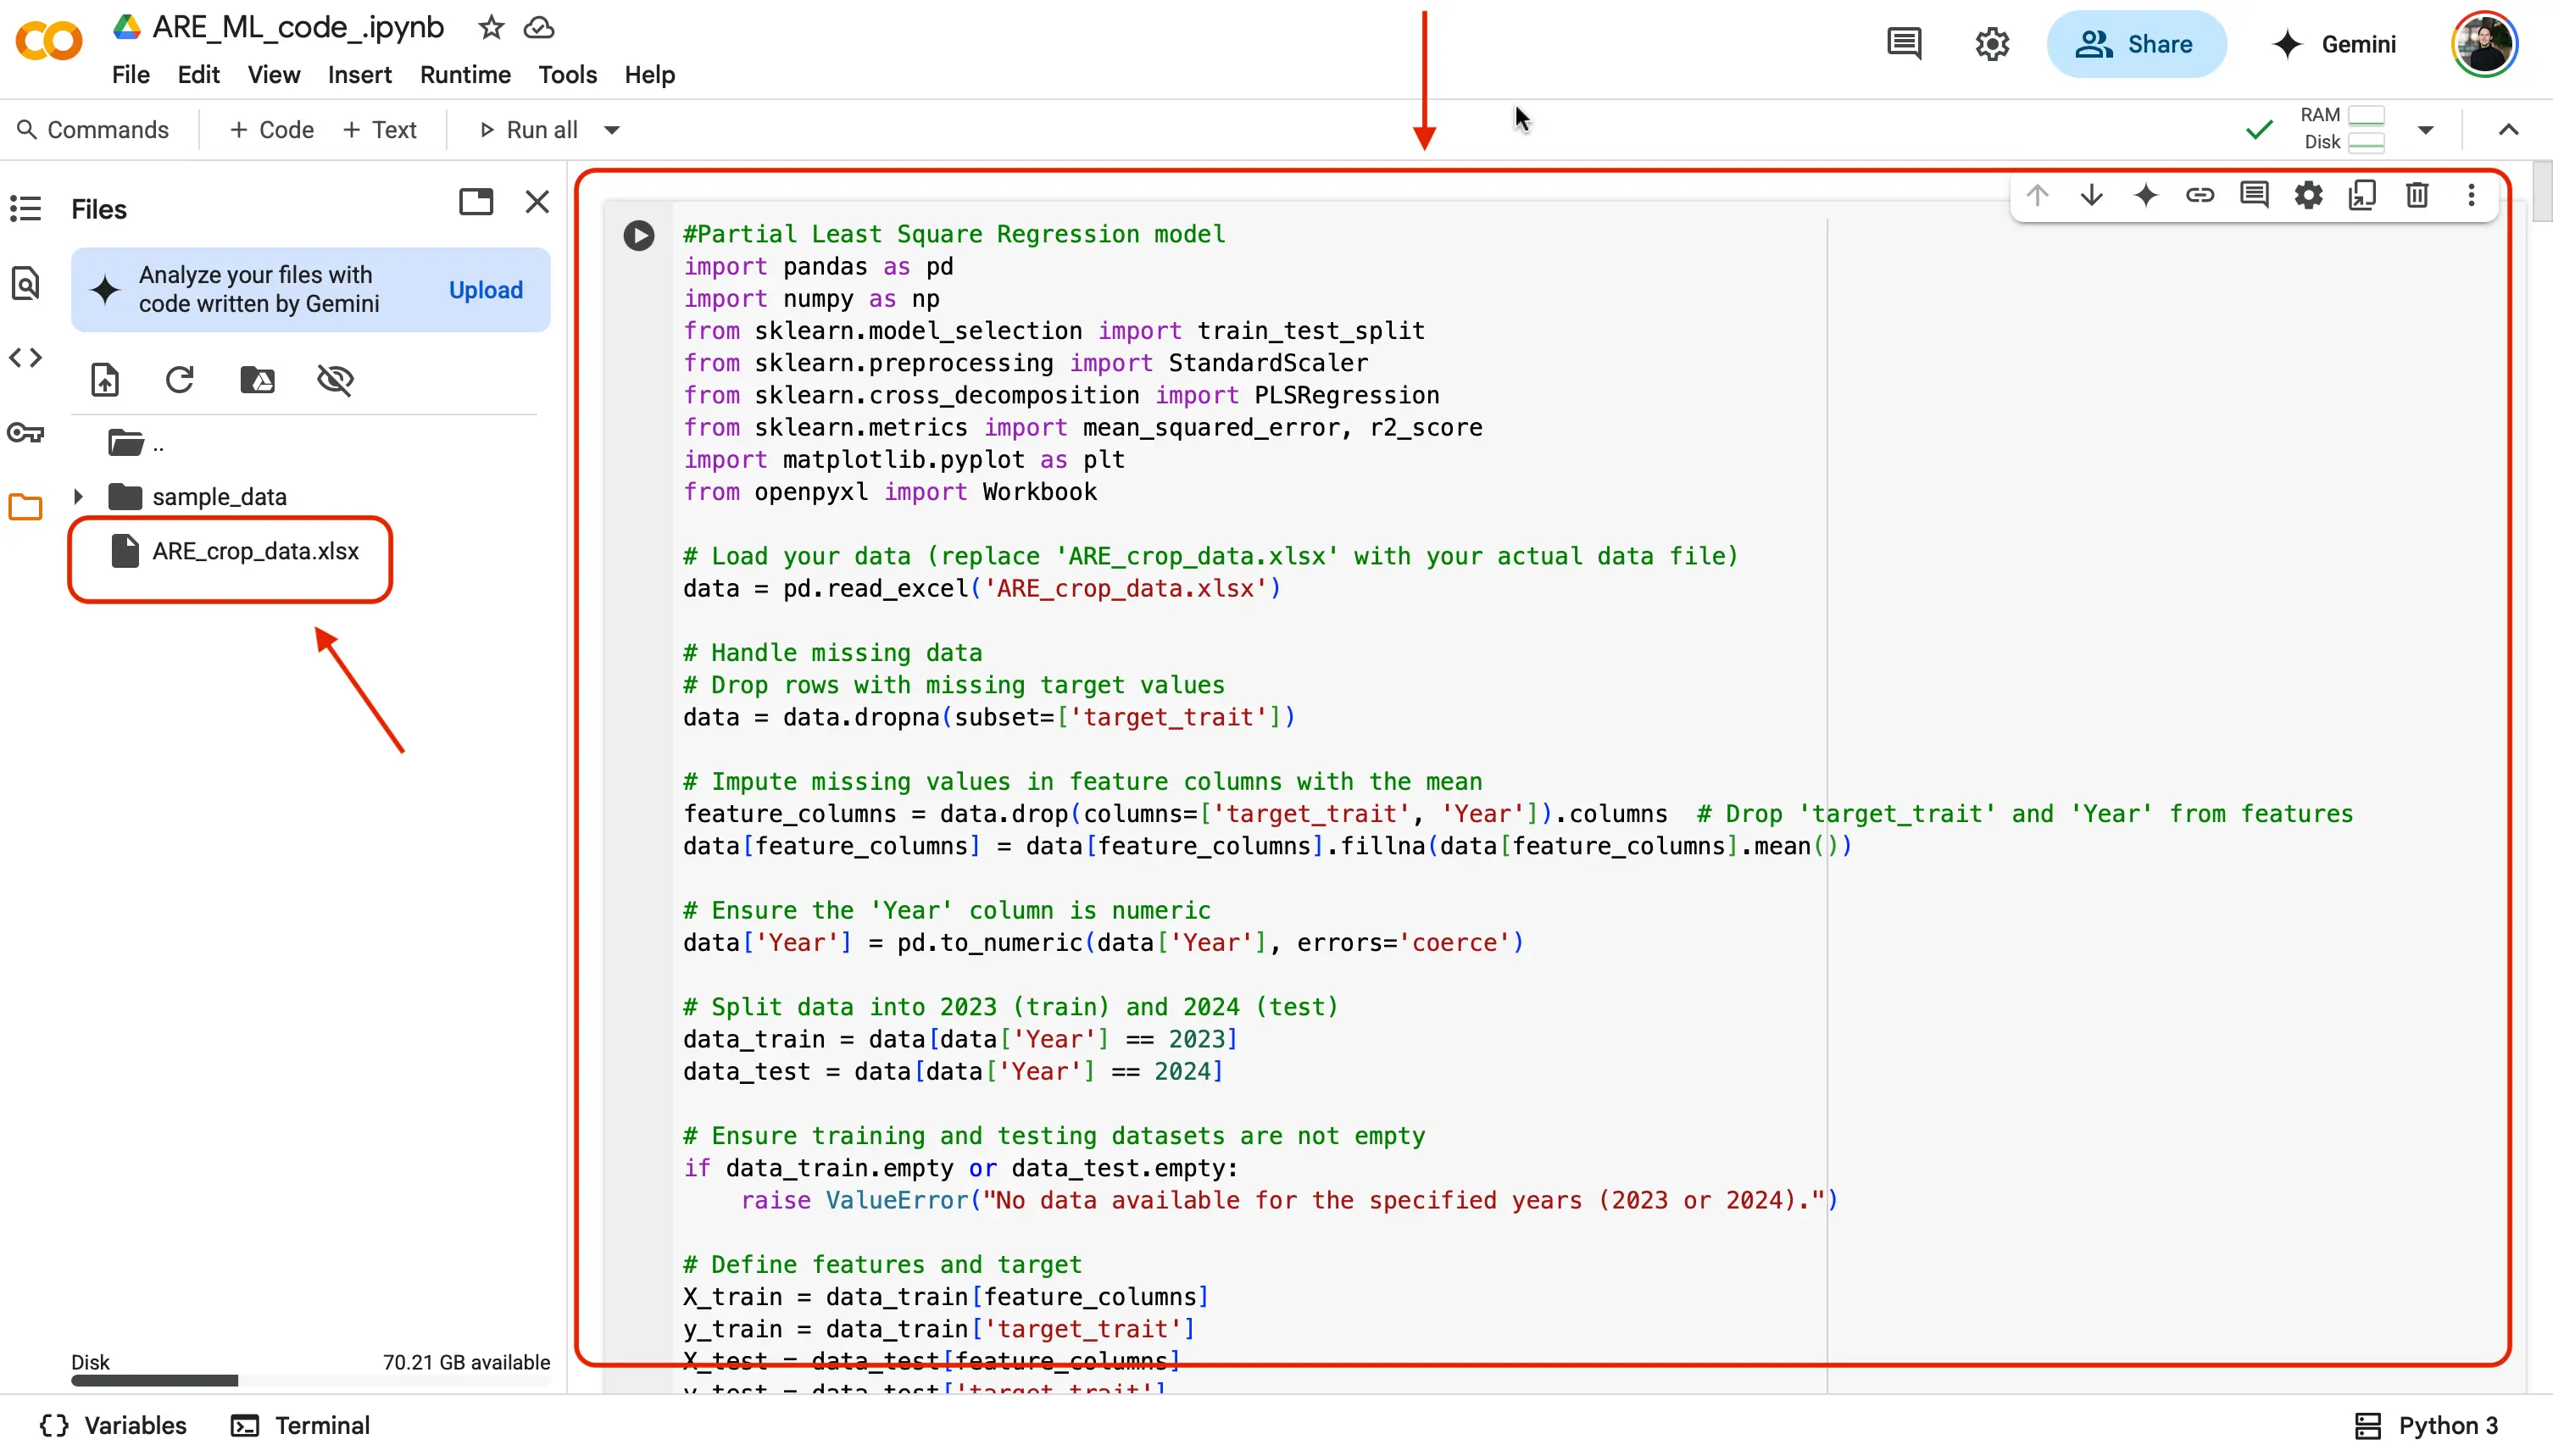 ARE_ML_code_.ipynb
File Edit View Insert Runtime Tools Help
Share
Gemini
Commands
+ Code + Text
Run all
RAM
Disk
Files
Analyze your files with
code written by Gemini
Upload
..
sample_data
ARE_crop_data.xlsx
Disk 70.21 GB available
#Partial Least Square Regression model
import pandas as pd
import numpy as np
from sklearn.model_selection import train_test_split
from sklearn.preprocessing import StandardScaler
from sklearn.cross_decomposition import PLSRegression
from sklearn.metrics import mean_squared_error, r2_score
import matplotlib.pyplot as plt
from openpyxl import Workbook
# Load your data (replace 'ARE_crop_data.xlsx' with your actual data file)
data = pd.read_excel('ARE_crop_data.xlsx')
# Handle missing data
# Drop rows with missing target values
data = data.dropna(subset=['target_trait'])
# Impute missing values in feature columns with the mean
feature_columns = data.drop(columns=['target_trait', 'Year']).columns  # Drop 'target_trait' and 'Year' from features
data[feature_columns] = data[feature_columns].fillna(data[feature_columns].mean())
# Ensure the 'Year' column is numeric
data['Year'] = pd.to_numeric(data['Year'], errors='coerce')
# Split data into 2023 (train) and 2024 (test)
data_train = data[data['Year'] == 2023]
data_test = data[data['Year'] == 2024]
# Ensure training and testing datasets are not empty
if data_train.empty or data_test.empty:
    raise ValueError("No data available for the specified years (2023 or 2024).")
# Define features and target
X_train = data_train[feature_columns]
y_train = data_train['target_trait']
X_test = data_test[feature_columns]
y_test = data_test['target_trait']
{} Variables
Terminal
Python 3